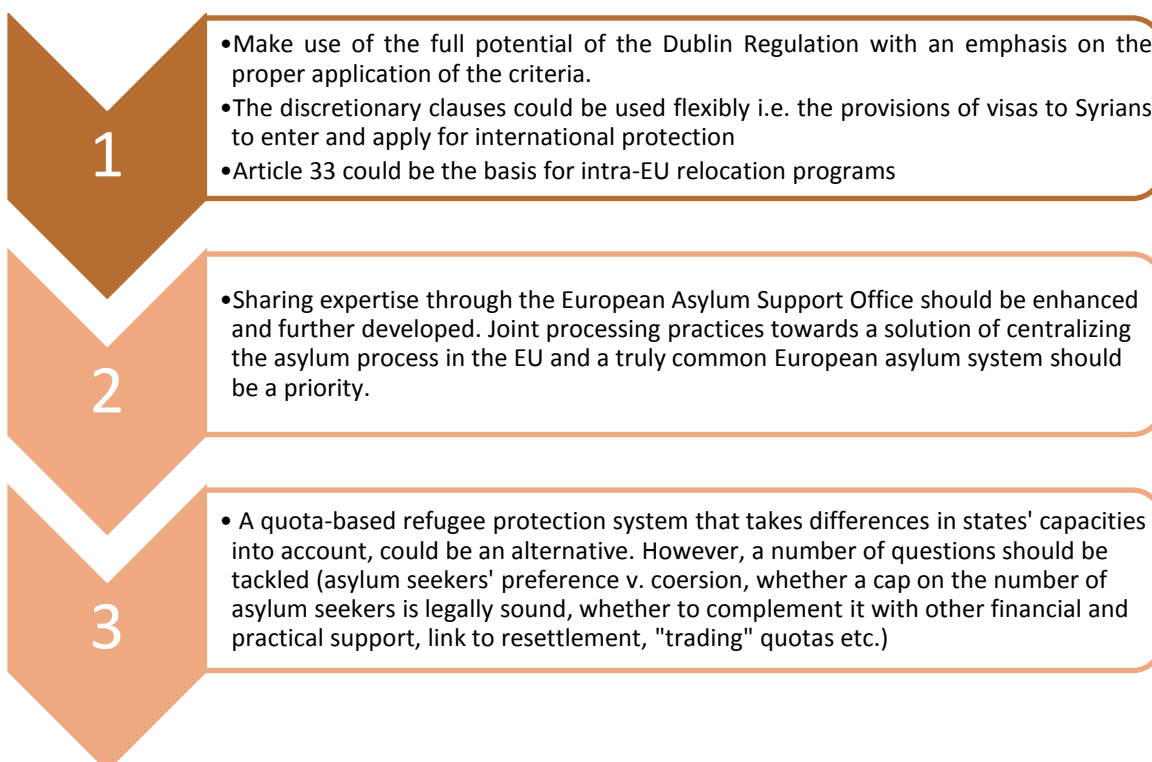 1
•Make use of the full potential of the Dublin Regulation with an emphasis on the
proper application of the criteria.
•The discretionary clauses could be used flexibly i.e. the provisions of visas to Syrians
to enter and apply for international protection
•Article 33 could be the basis for intra-EU relocation programs
2
•Sharing expertise through the European Asylum Support Office should be enhanced
and further developed. Joint processing practices towards a solution of centralizing
the asylum process in the EU and a truly common European asylum system should
be a priority.
3
• A quota-based refugee protection system that takes differences in states' capacities
into account, could be an alternative. However, a number of questions should be
tackled (asylum seekers' preference v. coersion, whether a cap on the number of
asylum seekers is legally sound, whether to complement it with other financial and
practical support, link to resettlement, "trading" quotas etc.)